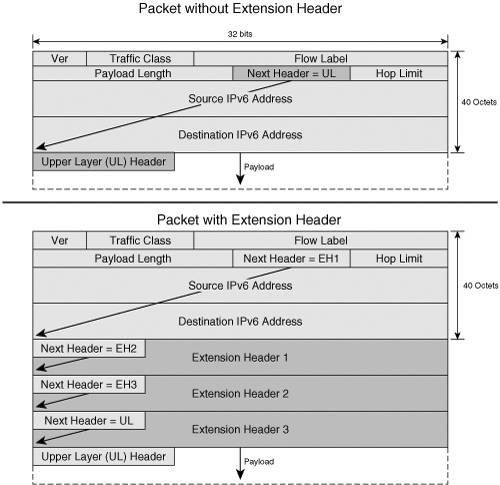 Packet without Extension Header
32 bits
Ver Traffic Class Flow Label
Payload Length Next Header = UL Hop Limit
Source IPv6 Address
40 Octets
Destination IPv6 Address
Upper Layer (UL) Header
Payload
Packet with Extension Header
Ver Traffic Class Flow Label
Payload Length Next Header = EH1 Hop Limit
Source IPv6 Address
40 Octets
Destination IPv6 Address
Next Header = EH2
Extension Header 1
Next Header = EH3
Extension Header 2
Next Header = UL
Extension Header 3
Upper Layer (UL) Header
Payload